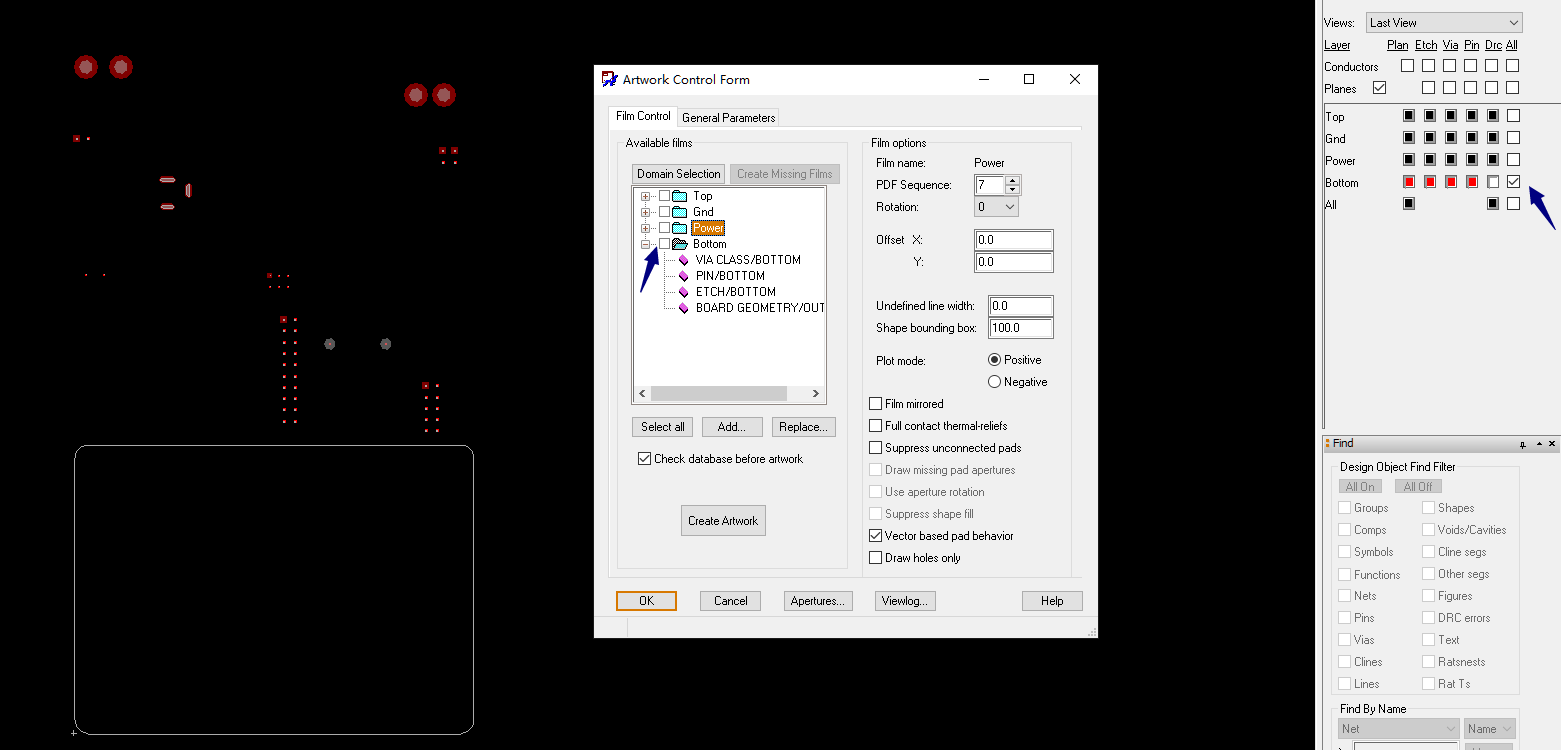 Artwork Control Form
Film Control
General Parameters
Available films
Domain Selection
Create Missing Films
Top
Gnd
Power
Bottom
VIA CLASS/BOTTOM
PIN/BOTTOM
ETCH/BOTTOM
BOARD GEOMETRY/OUT
Select all
Add...
Replace...
Check database before artwork
Create Artwork
Film options
Film name: Power
PDF Sequence: 7
Rotation: 0
Offset X: 0.0
Y: 0.0
Undefined line width: 0.0
Shape bounding box: 100.0
Plot mode: Positive
Negative
Film mirrored
Full contact thermal-reliefs
Suppress unconnected pads
Draw missing pad apertures
Use aperture rotation
Suppress shape fill
Vector based pad behavior
Draw holes only
OK
Cancel
Apertures...
Viewlog...
Help
Views: Last View
Layer Plan Etch Via Pin Drc All
Conductors
Planes
Top
Gnd
Power
Bottom
All
Find
Design Object Find Filter
All On All Off
Groups Shapes
Comps Voids/Cavities
Symbols Cline segs
Functions Other segs
Nets Figures
Pins DRC errors
Vias Text
Clines Ratsnests
Lines Rat Ts
Find By Name
Net Name